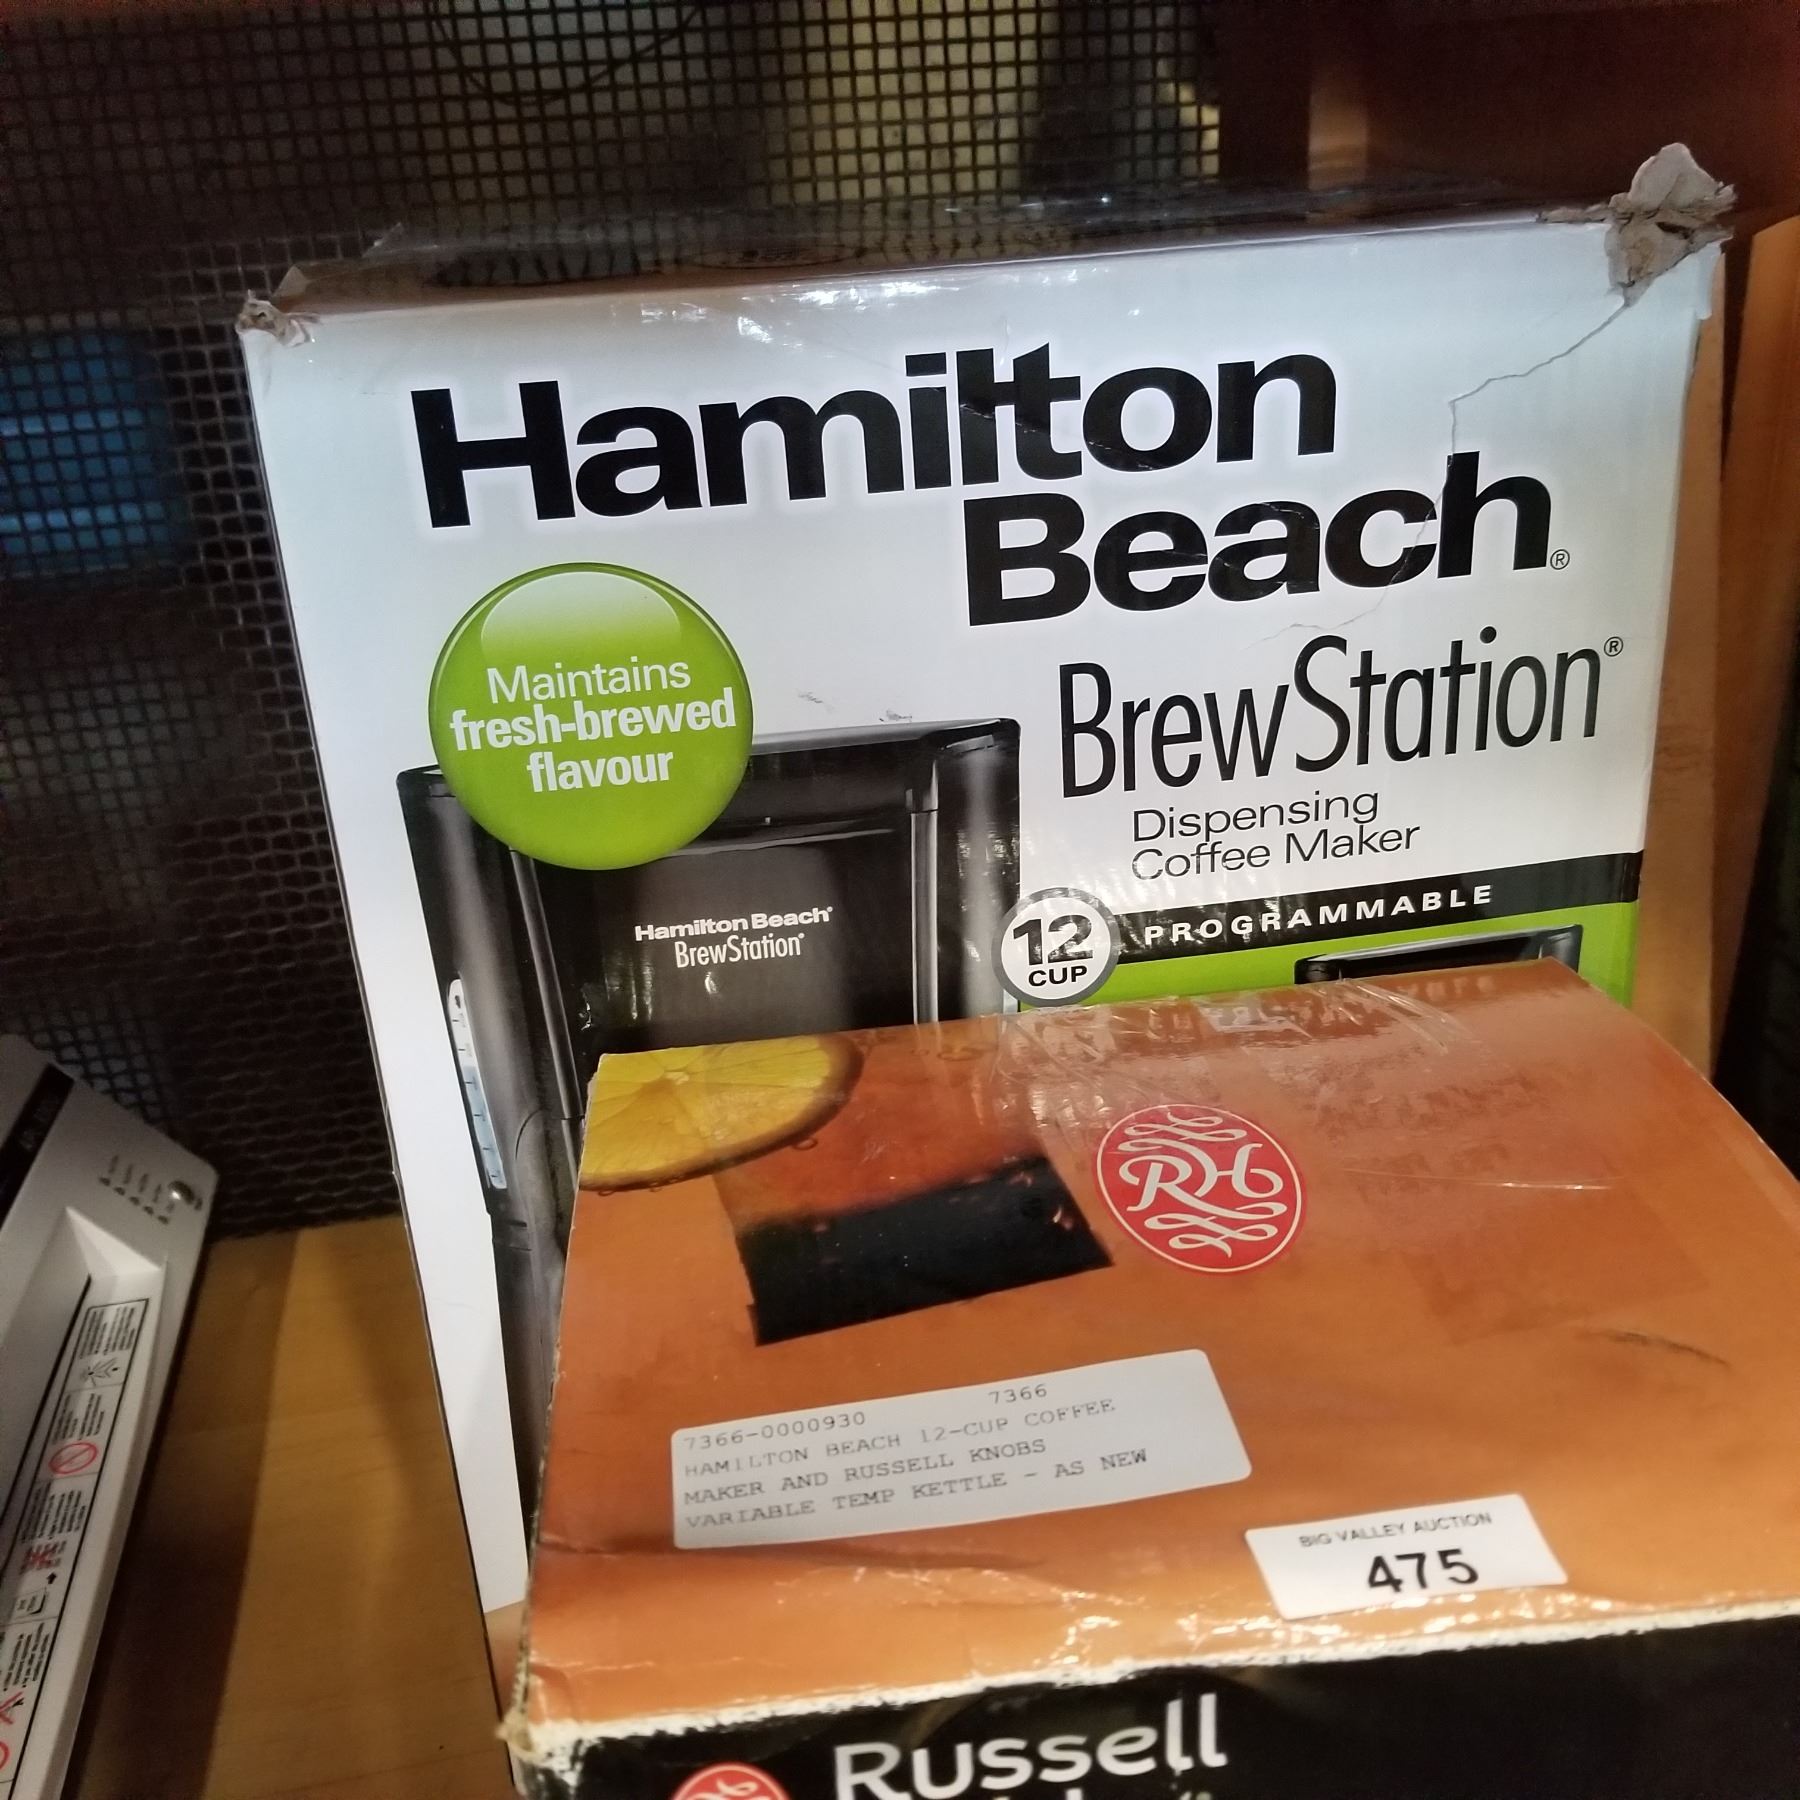 Hamilton
Beach®
BrewStation®
Dispensing
Coffee Maker
Maintains
fresh-brewed
flavour
Hamilton Beach®
BrewStation®
12
CUP
PROGRAMMABLE
RH
7366-0000930 7366
HAMILTON BEACH 12-CUP COFFEE
MAKER AND RUSSELL KNOBS
VARIABLE TEMP KETTLE - AS NEW
BIG VALLEY AUCTION
475
Russell